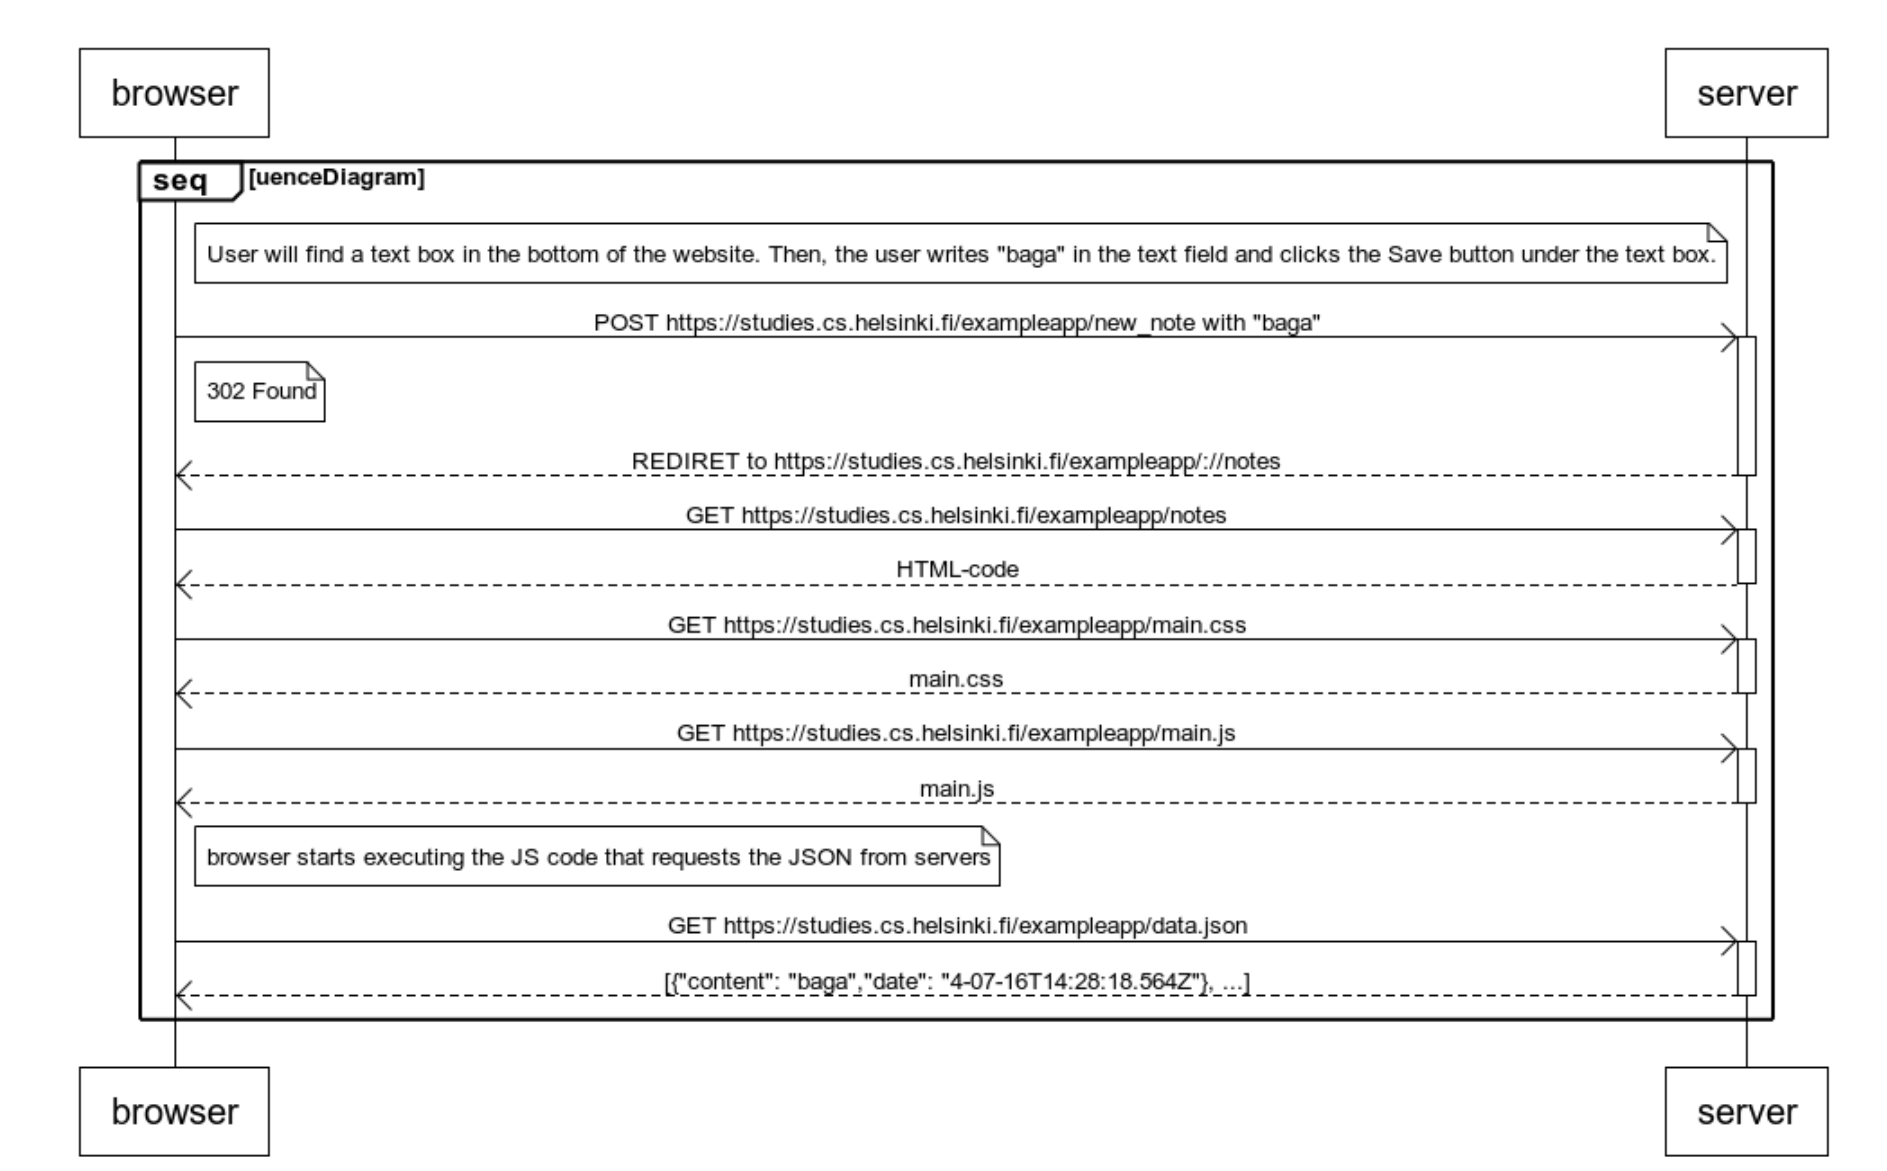 browser
server
seq [uenceDiagram]
User will find a text box in the bottom of the website. Then, the user writes "baga" in the text field and clicks the Save button under the text box.
POST https://studies.cs.helsinki.fi/exampleapp/new_note with "baga"
302 Found
REDIRET to https://studies.cs.helsinki.fi/exampleapp/://notes
GET https://studies.cs.helsinki.fi/exampleapp/notes
HTML-code
GET https://studies.cs.helsinki.fi/exampleapp/main.css
main.css
GET https://studies.cs.helsinki.fi/exampleapp/main.js
main.js
browser starts executing the JS code that requests the JSON from servers
GET https://studies.cs.helsinki.fi/exampleapp/data.json
[{"content": "baga","date": "4-07-16T14:28:18.564Z"}, ...]
browser
server